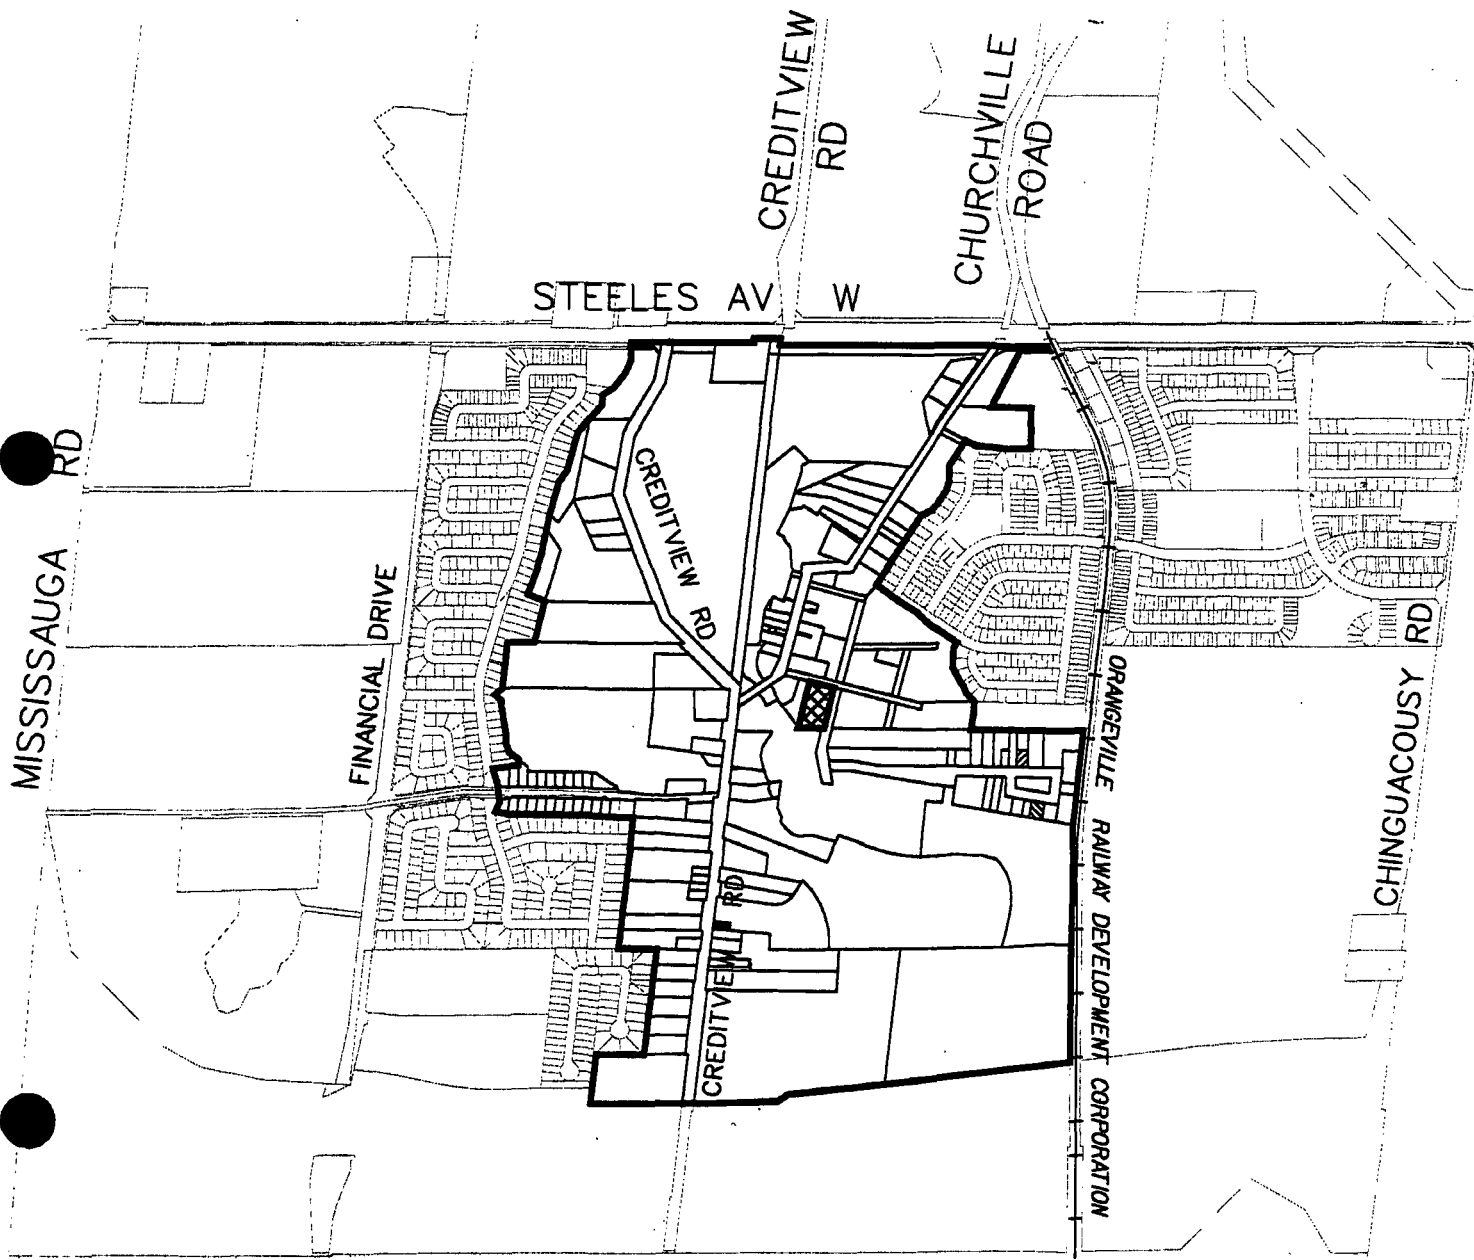 CREDITVIEW
RD
CHURCHVILLE
ROAD
STEELES AV W
MISSISSAUGA
RD
FINANCIAL DRIVE
CREDITVIEW RD
CREDITVIEW RD
ORANGEVILLE RAILWAY DEVELOPMENT CORPORATION
CHINGUACOUSY RD